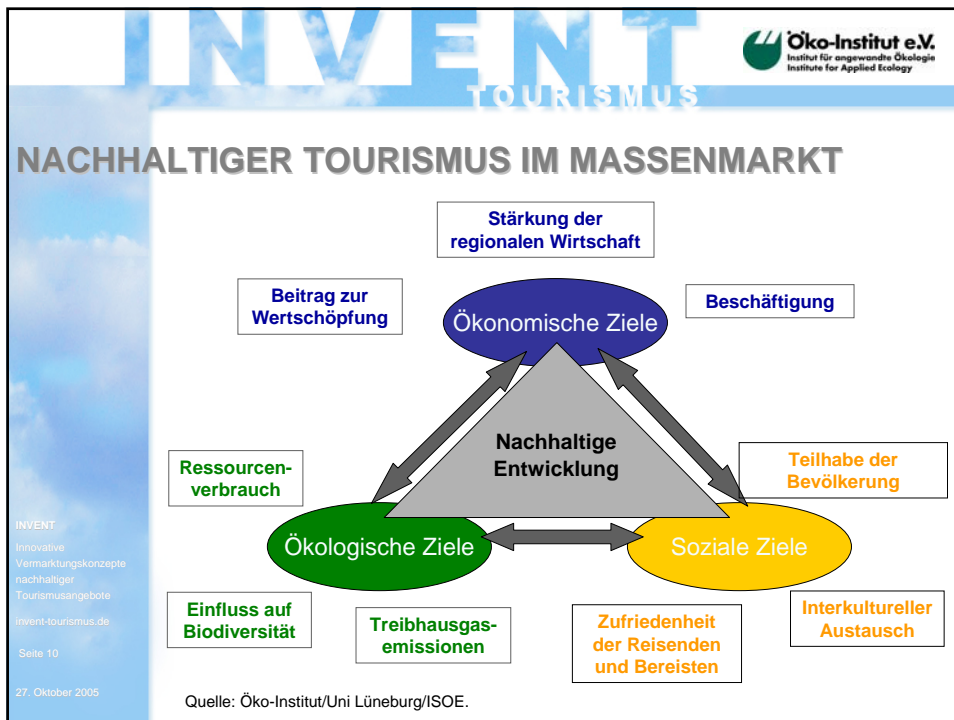 INVENT
TOURISMUS
Öko-Institut e.V.
Institut für angewandte Ökologie
Institute for Applied Ecology
NACHHALTIGER TOURISMUS IM MASSENMARKT
Stärkung der
regionalen Wirtschaft
Beitrag zur
Wertschöpfung
Ökonomische Ziele
Beschäftigung
Nachhaltige
Entwicklung
Ressourcen-
verbrauch
Teilhabe der
Bevölkerung
Ökologische Ziele
Soziale Ziele
Einfluss auf
Biodiversität
Treibhausgas-
emissionen
Zufriedenheit
der Reisenden
und Bereisten
Interkultureller
Austausch
INVENT
Innovative
Vermarktungskonzepte
nachhaltiger
Tourismusangebote
invent-tourismus.de
Seite 10
27. Oktober 2005
Quelle: Öko-Institut/Uni Lüneburg/ISOE.